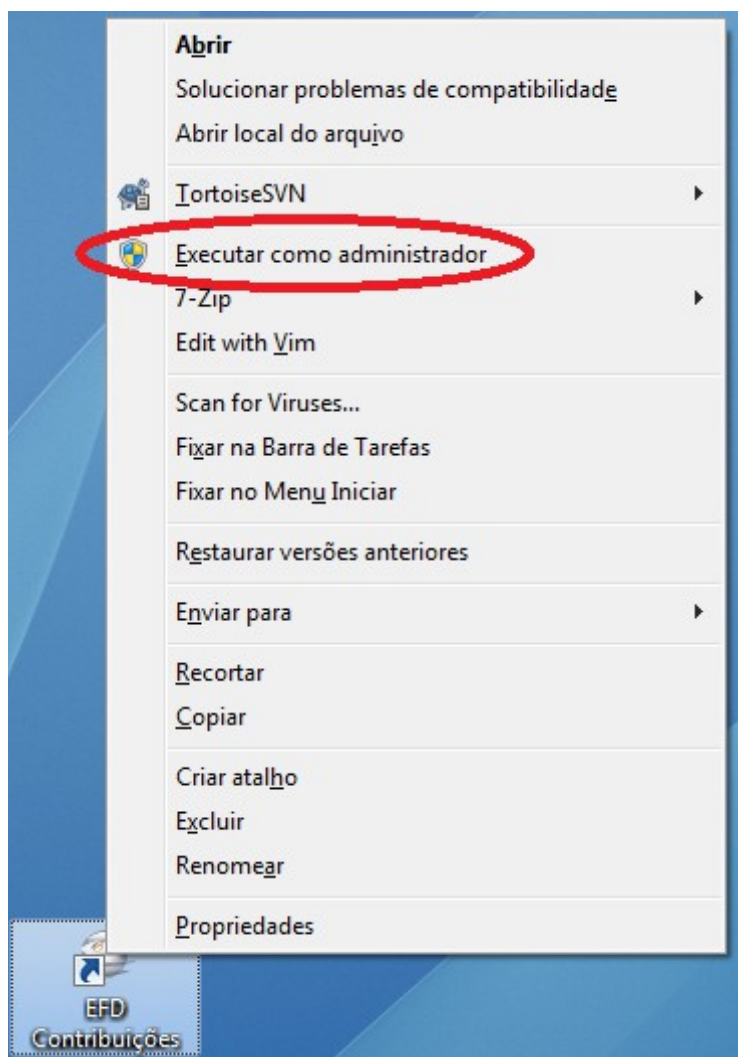 Abrir
Solucionar problemas de compatibilidade
Abrir local do arquivo
TortoiseSVN
Executar como administrador
7-Zip
Edit with Vim
Scan for Viruses...
Fixar na Barra de Tarefas
Fixar no Menu Iniciar
Restaurar versões anteriores
Enviar para
Recortar
Copiar
Criar atalho
Excluir
Renomear
Propriedades
EFD
Contribuições